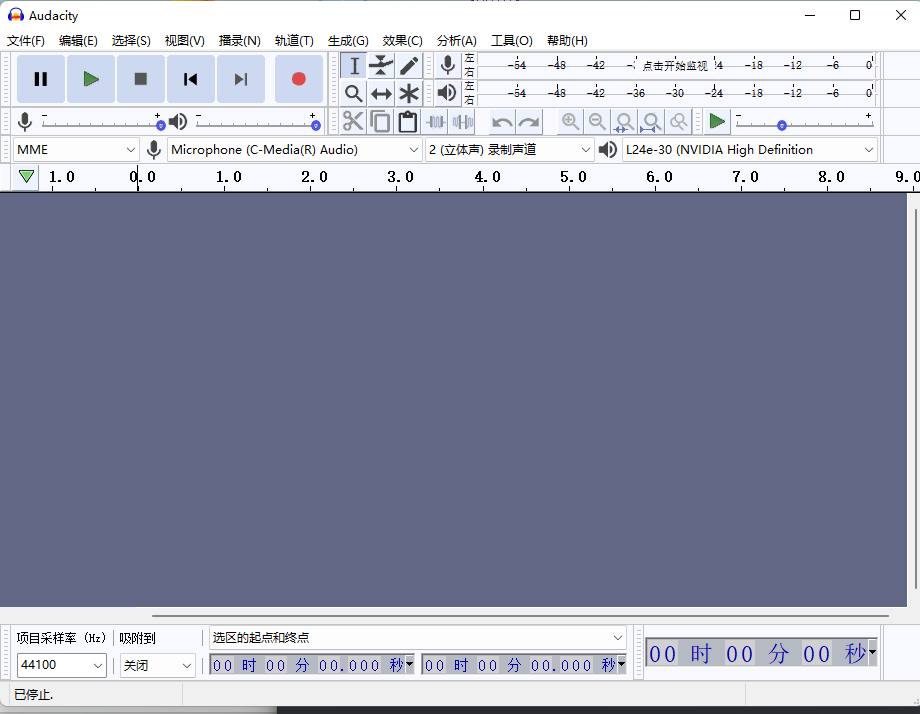 Audacity
文件(F) 编辑(E) 选择(S) 视图(V) 播录(N) 轨道(T) 生成(G) 效果(C) 分析(A) 工具(O) 帮助(H)
左 右 -54 -48 -42 点击开始监视 -18 -12 -6 0
左 右 -54 -48 -42 -36 -30 -24 -18 -12 -6 0
- + - + - +
MME Microphone (C-Media(R) Audio) 2 (立体声) 录制声道 L24e-30 (NVIDIA High Definition
1.0 0.0 1.0 2.0 3.0 4.0 5.0 6.0 7.0 8.0 9.0
项目采样率 (Hz) 吸附到 选区的起点和终点
44100 关闭 00 时 00 分 00.000 秒 00 时 00 分 00.000 秒 00 时 00 分 00 秒
已停止.